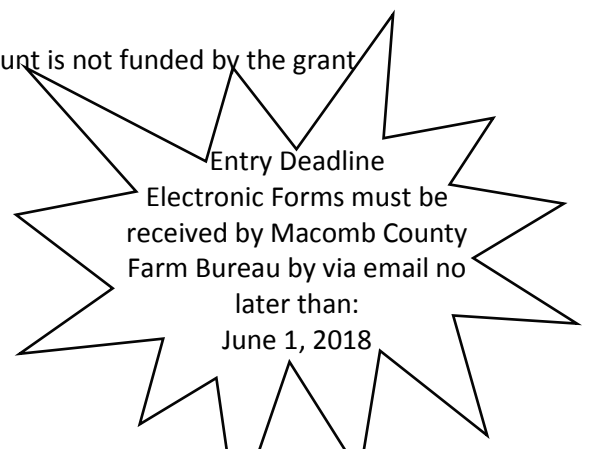 unt is not funded by the grant
Entry Deadline
Electronic Forms must be
received by Macomb County
Farm Bureau by via email no
later than:
June 1, 2018